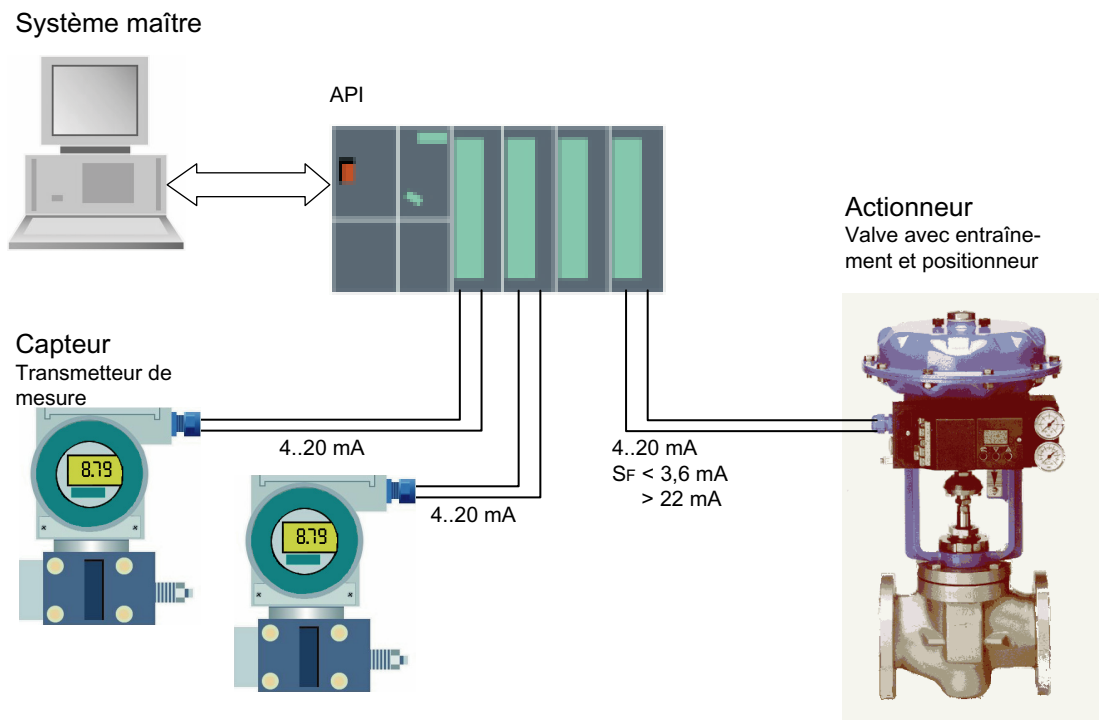 Système maître
API
Actionneur
Valve avec entraîne-
ment et positionneur
Capteur
Transmetteur de
mesure
8.79
4..20 mA
8.79
4..20 mA
4..20 mA
SF < 3,6 mA
> 22 mA